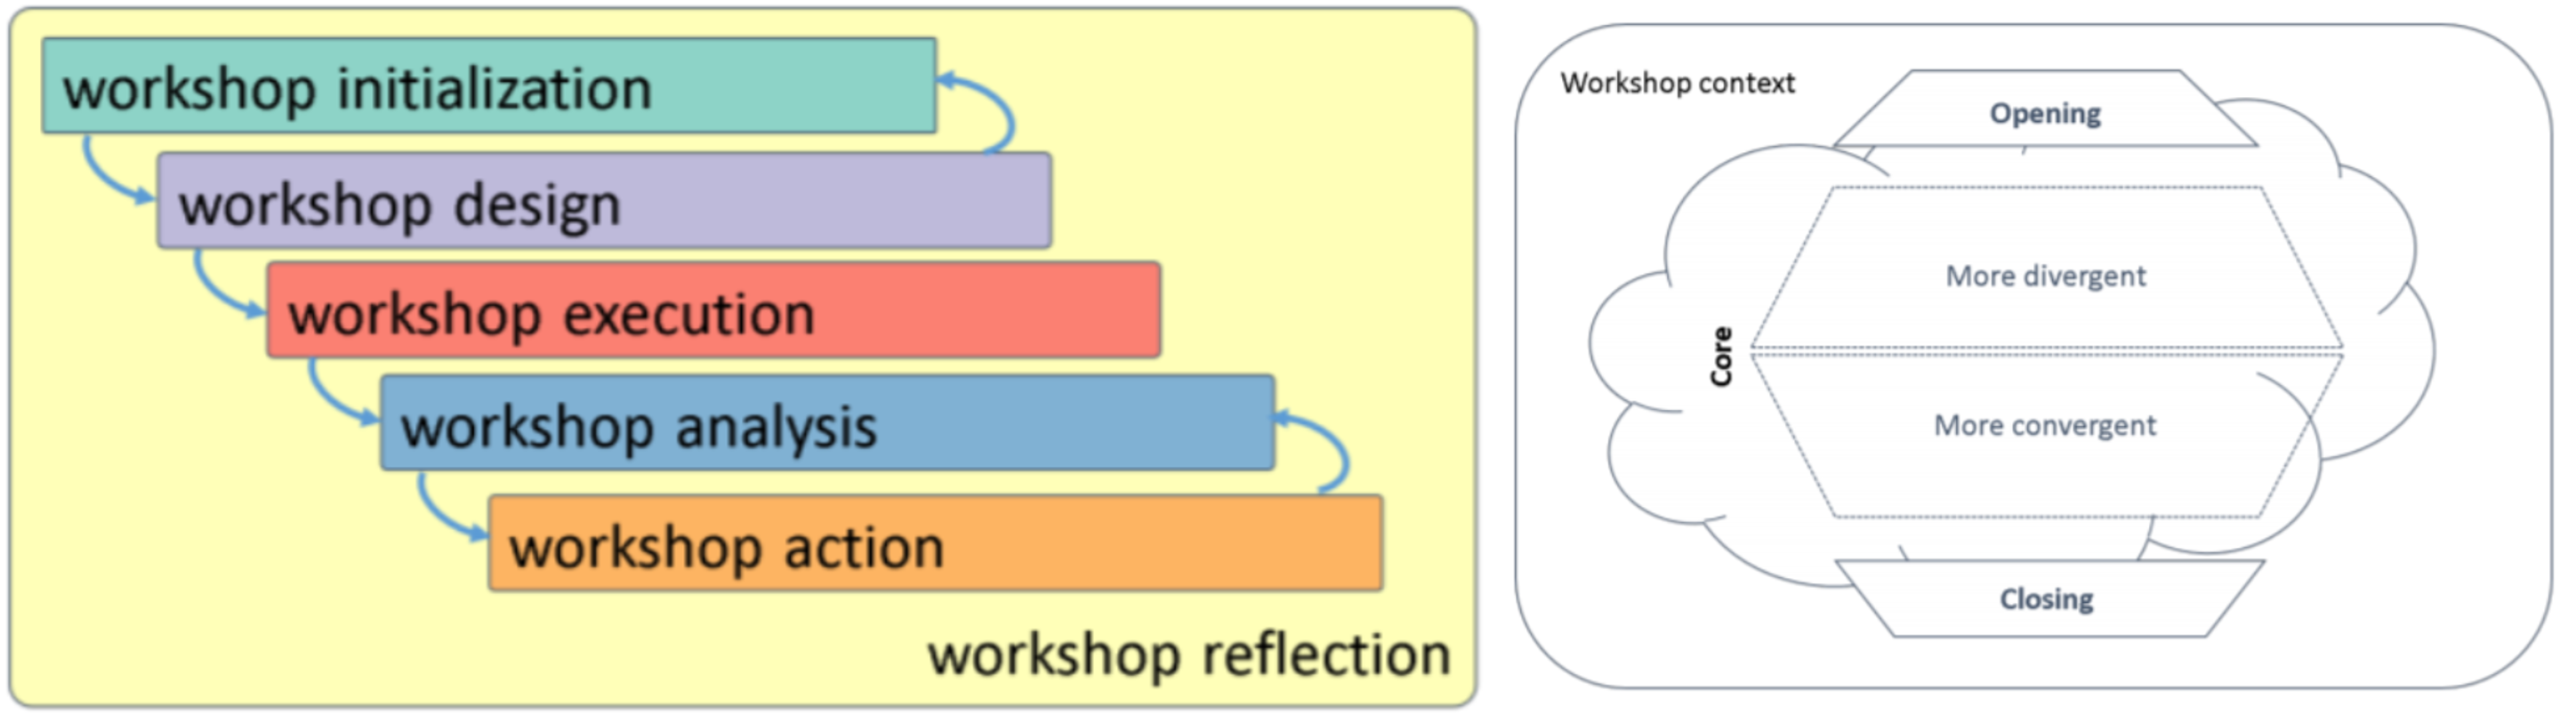 workshop initialization
workshop design
workshop execution
workshop analysis
workshop action
workshop reflection
Workshop context
Opening
More divergent
Core
More convergent
Closing